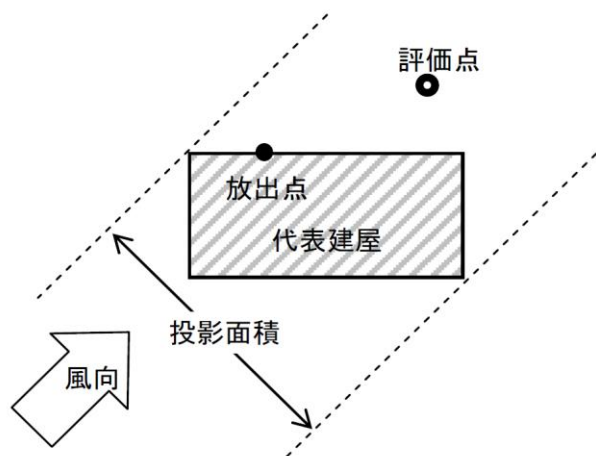 評価点
放出点
代表建屋
投影面積
風向